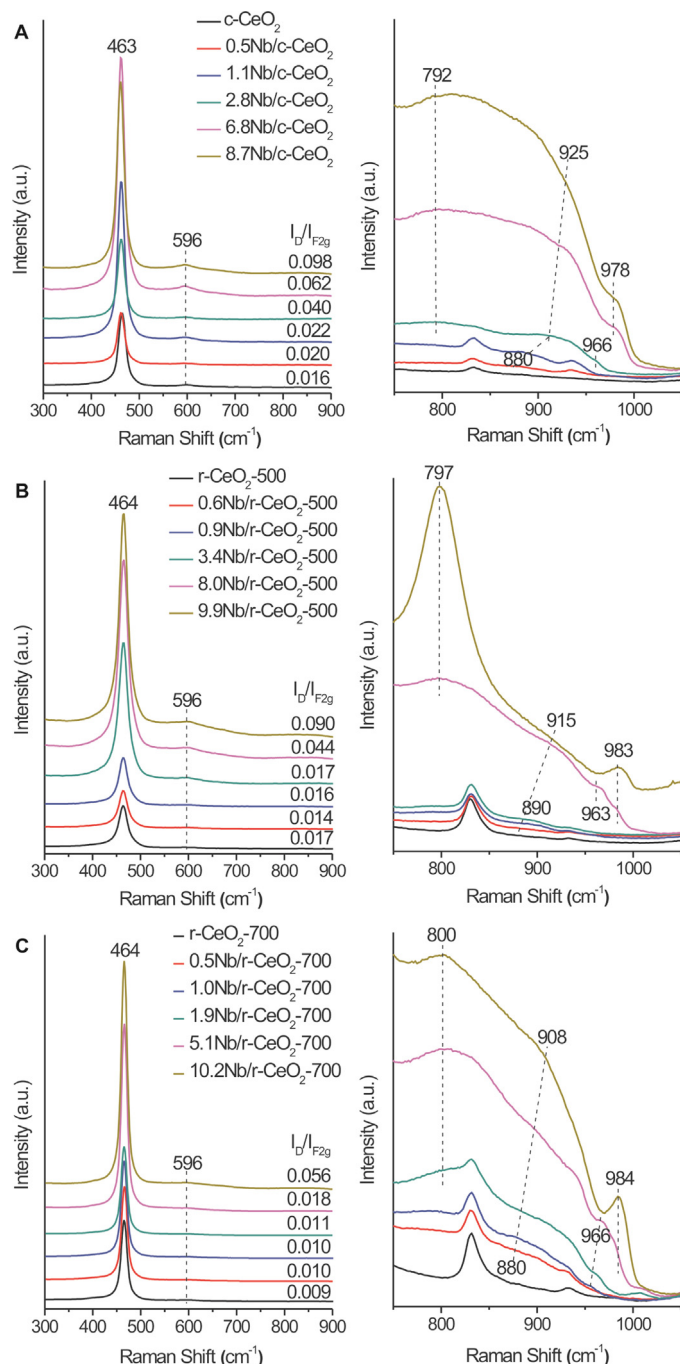 A
c-CeO2
0.5Nb/c-CeO2
1.1Nb/c-CeO2
2.8Nb/c-CeO2
6.8Nb/c-CeO2
8.7Nb/c-CeO2
463
596
ID/IF2g
0.098
0.062
0.040
0.022
0.020
0.016
Intensity (a.u.)
300 400 500 600 700 800 900
Raman Shift (cm-1)
792
925
978
966
880
Intensity (a.u.)
800 900 1000
Raman Shift (cm-1)
B
r-CeO2-500
0.6Nb/r-CeO2-500
0.9Nb/r-CeO2-500
3.4Nb/r-CeO2-500
8.0Nb/r-CeO2-500
9.9Nb/r-CeO2-500
464
596
ID/IF2g
0.090
0.044
0.017
0.016
0.014
0.017
Intensity (a.u.)
300 400 500 600 700 800 900
Raman Shift (cm-1)
797
915
983
890
963
Intensity (a.u.)
800 900 1000
Raman Shift (cm-1)
C
r-CeO2-700
0.5Nb/r-CeO2-700
1.0Nb/r-CeO2-700
1.9Nb/r-CeO2-700
5.1Nb/r-CeO2-700
10.2Nb/r-CeO2-700
464
596
ID/IF2g
0.056
0.018
0.011
0.010
0.010
0.009
Intensity (a.u.)
300 400 500 600 700 800 900
Raman Shift (cm-1)
800
908
984
966
880
Intensity (a.u.)
800 900 1000
Raman Shift (cm-1)